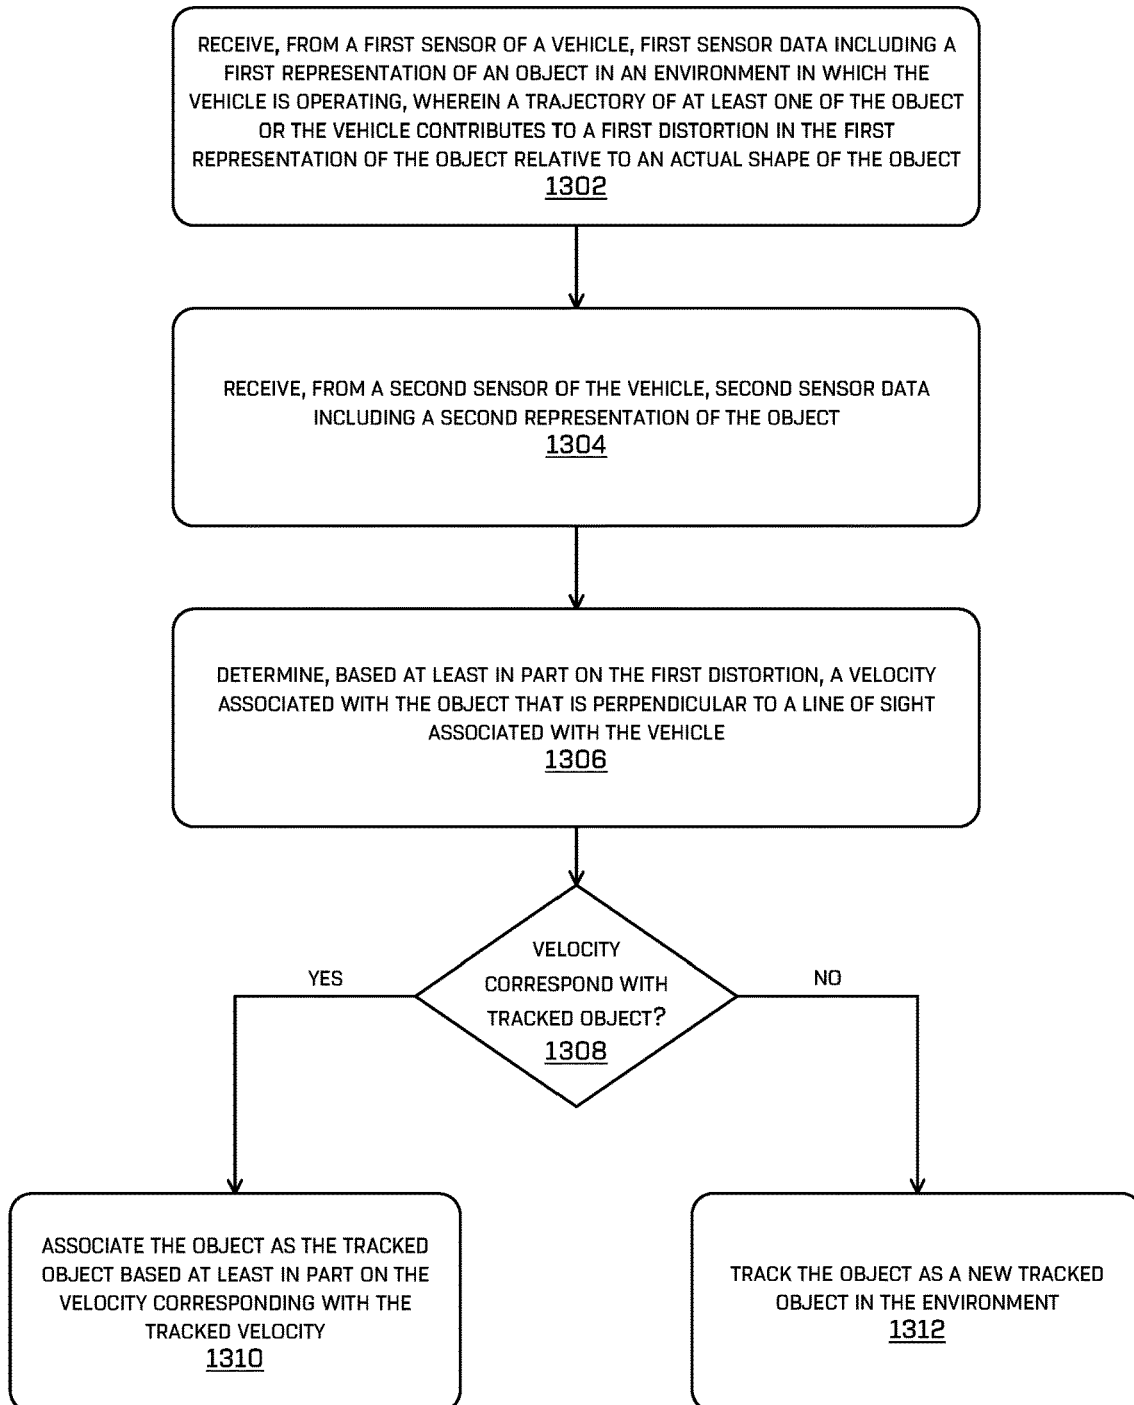 RECEIVE, FROM A FIRST SENSOR OF A VEHICLE, FIRST SENSOR DATA INCLUDING A
FIRST REPRESENTATION OF AN OBJECT IN AN ENVIRONMENT IN WHICH THE
VEHICLE IS OPERATING, WHEREIN A TRAJECTORY OF AT LEAST ONE OF THE OBJECT
OR THE VEHICLE CONTRIBUTES TO A FIRST DISTORTION IN THE FIRST
REPRESENTATION OF THE OBJECT RELATIVE TO AN ACTUAL SHAPE OF THE OBJECT
1302
RECEIVE, FROM A SECOND SENSOR OF THE VEHICLE, SECOND SENSOR DATA
INCLUDING A SECOND REPRESENTATION OF THE OBJECT
1304
DETERMINE, BASED AT LEAST IN PART ON THE FIRST DISTORTION, A VELOCITY
ASSOCIATED WITH THE OBJECT THAT IS PERPENDICULAR TO A LINE OF SIGHT
ASSOCIATED WITH THE VEHICLE
1306
VELOCITY
CORRESPOND WITH
TRACKED OBJECT?
1308
YES
NO
ASSOCIATE THE OBJECT AS THE TRACKED
OBJECT BASED AT LEAST IN PART ON THE
VELOCITY CORRESPONDING WITH THE
TRACKED VELOCITY
1310
TRACK THE OBJECT AS A NEW TRACKED
OBJECT IN THE ENVIRONMENT
1312